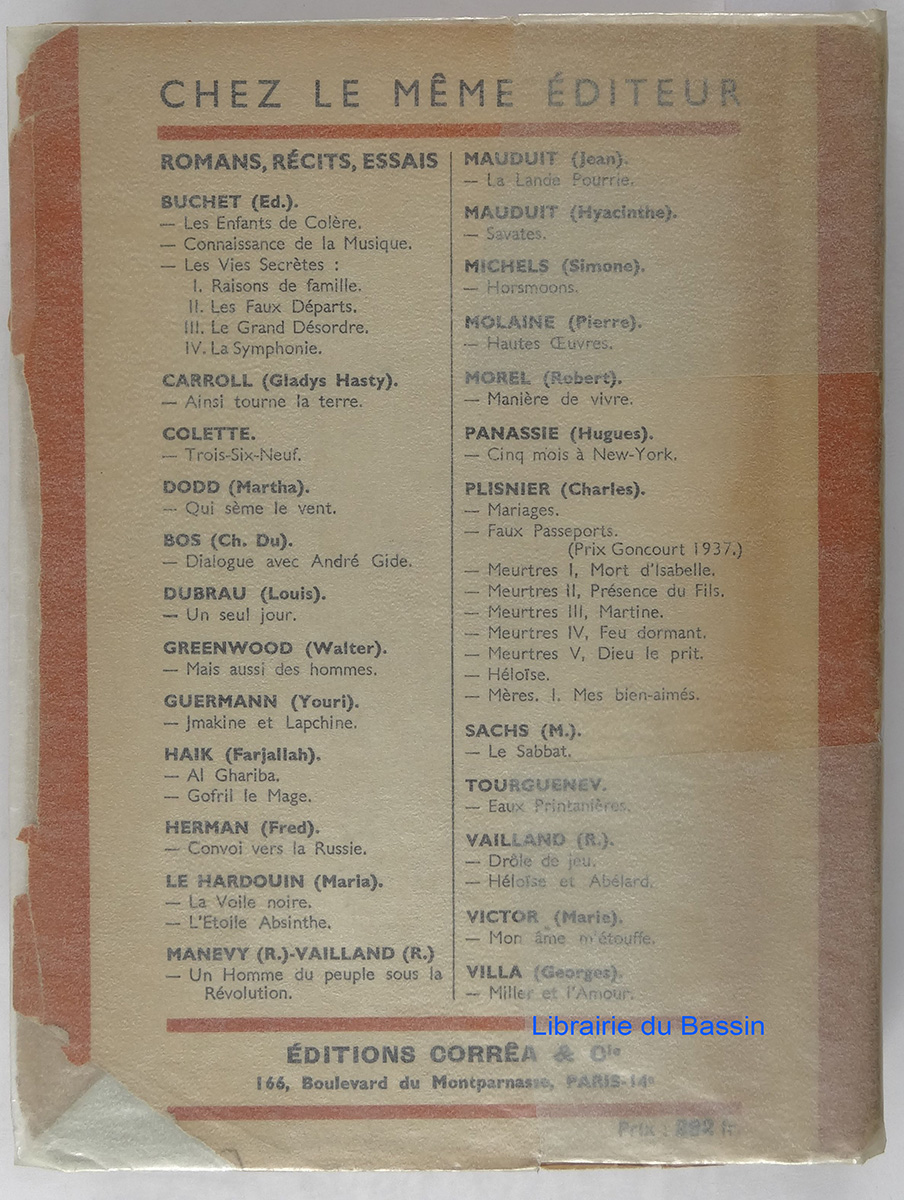 CHEZ LE MÊME ÉDITEUR
ROMANS, RÉCITS, ESSAIS
BUCHET (Ed.).
— Les Enfants de Colère.
— Connaissance de la Musique.
— Les Vies Secrètes :
I. Raisons de famille.
II. Les Faux Départs.
III. Le Grand Désordre.
IV. La Symphonie.
CARROLL (Gladys Hasty).
— Ainsi tourne la terre.
COLETTE.
— Trois-Six-Neuf.
DODD (Martha).
— Qui sème le vent.
BOS (Ch. Du).
— Dialogue avec André Gide.
DUBRAU (Louis).
— Un seul jour.
GREENWOOD (Walter).
— Mais aussi des hommes.
GUERMANN (Youri).
— Jmakine et Lapchine.
HAIK (Farjallah).
— Al Ghariba.
— Gofril le Mage.
HERMAN (Fred).
— Convoi vers la Russie.
LE HARDOUIN (Maria).
— La Voile noire.
— L'Etoile Absinthe.
MANEVY (R.)-VAILLAND (R.)
— Un Homme du peuple sous la
Révolution.
MAUDUIT (Jean).
— La Lande Pourrie.
MAUDUIT (Hyacinthe).
— Savates.
MICHELS (Simone).
— Horsmoons.
MOLAINE (Pierre).
— Hautes Œuvres.
MOREL (Robert).
— Manière de vivre.
PANASSIE (Hugues).
— Cinq mois à New-York.
PLISNIER (Charles).
— Mariages.
— Faux Passeports.
(Prix Goncourt 1937.)
— Meurtres I, Mort d'Isabelle.
— Meurtres II, Présence du Fils.
— Meurtres III, Martine.
— Meurtres IV, Feu dormant.
— Meurtres V, Dieu le prit.
— Héloïse.
— Mères. I. Mes bien-aimés.
SACHS (M.).
— Le Sabbat.
TOURGUENEV.
— Eaux Printanières.
VAILLAND (R.).
— Drôle de jeu.
— Héloïse et Abélard.
VICTOR (Marie).
— Mon âme m'étouffe.
VILLA (Georges).
— Miller et l'Amour.
Librairie du Bassin
ÉDITIONS CORRÊA & Cie
166, Boulevard du Montparnasse, PARIS-14e
Prix :